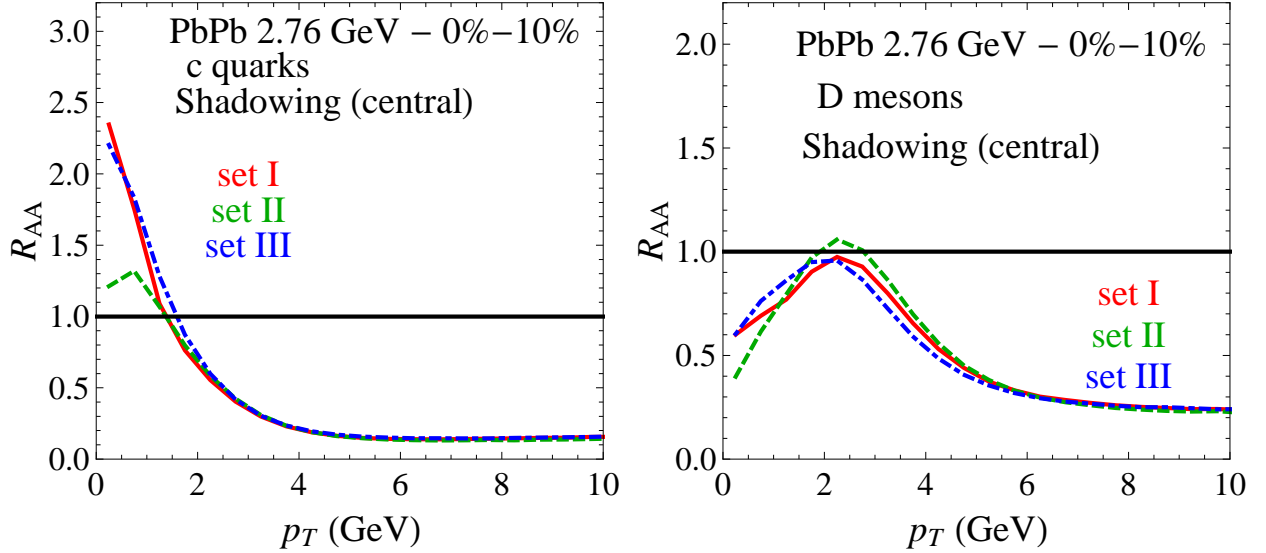 PbPb 2.76 GeV – 0%–10%
c quarks
Shadowing (central)
set I
set II
set III
R_AA
3.0
2.5
2.0
1.5
1.0
0.5
0.0
0 2 4 6 8 10
p_T (GeV)
PbPb 2.76 GeV – 0%–10%
D mesons
Shadowing (central)
set I
set II
set III
R_AA
2.0
1.5
1.0
0.5
0.0
0 2 4 6 8 10
p_T (GeV)